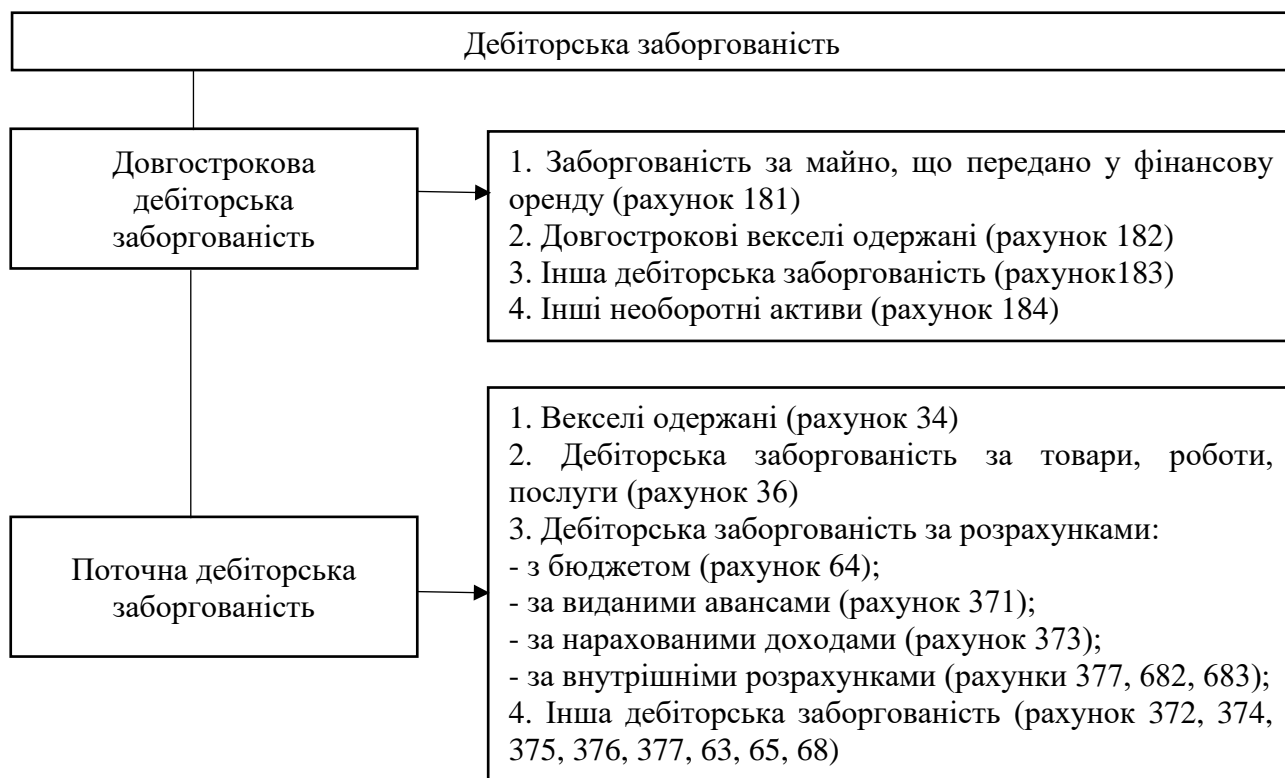 Дебіторська заборгованість
Довгострокова
дебіторська
заборгованість
1. Заборгованість за майно, що передано у фінансову
оренду (рахунок 181)
2. Довгострокові векселі одержані (рахунок 182)
3. Інша дебіторська заборгованість (рахунок183)
4. Інші необоротні активи (рахунок 184)
Поточна дебіторська
заборгованість
1. Векселі одержані (рахунок 34)
2. Дебіторська заборгованість за товари, роботи,
послуги (рахунок 36)
3. Дебіторська заборгованість за розрахунками:
- з бюджетом (рахунок 64);
- за виданими авансами (рахунок 371);
- за нарахованими доходами (рахунок 373);
- за внутрішніми розрахунками (рахунки 377, 682, 683);
4. Інша дебіторська заборгованість (рахунок 372, 374,
375, 376, 377, 63, 65, 68)